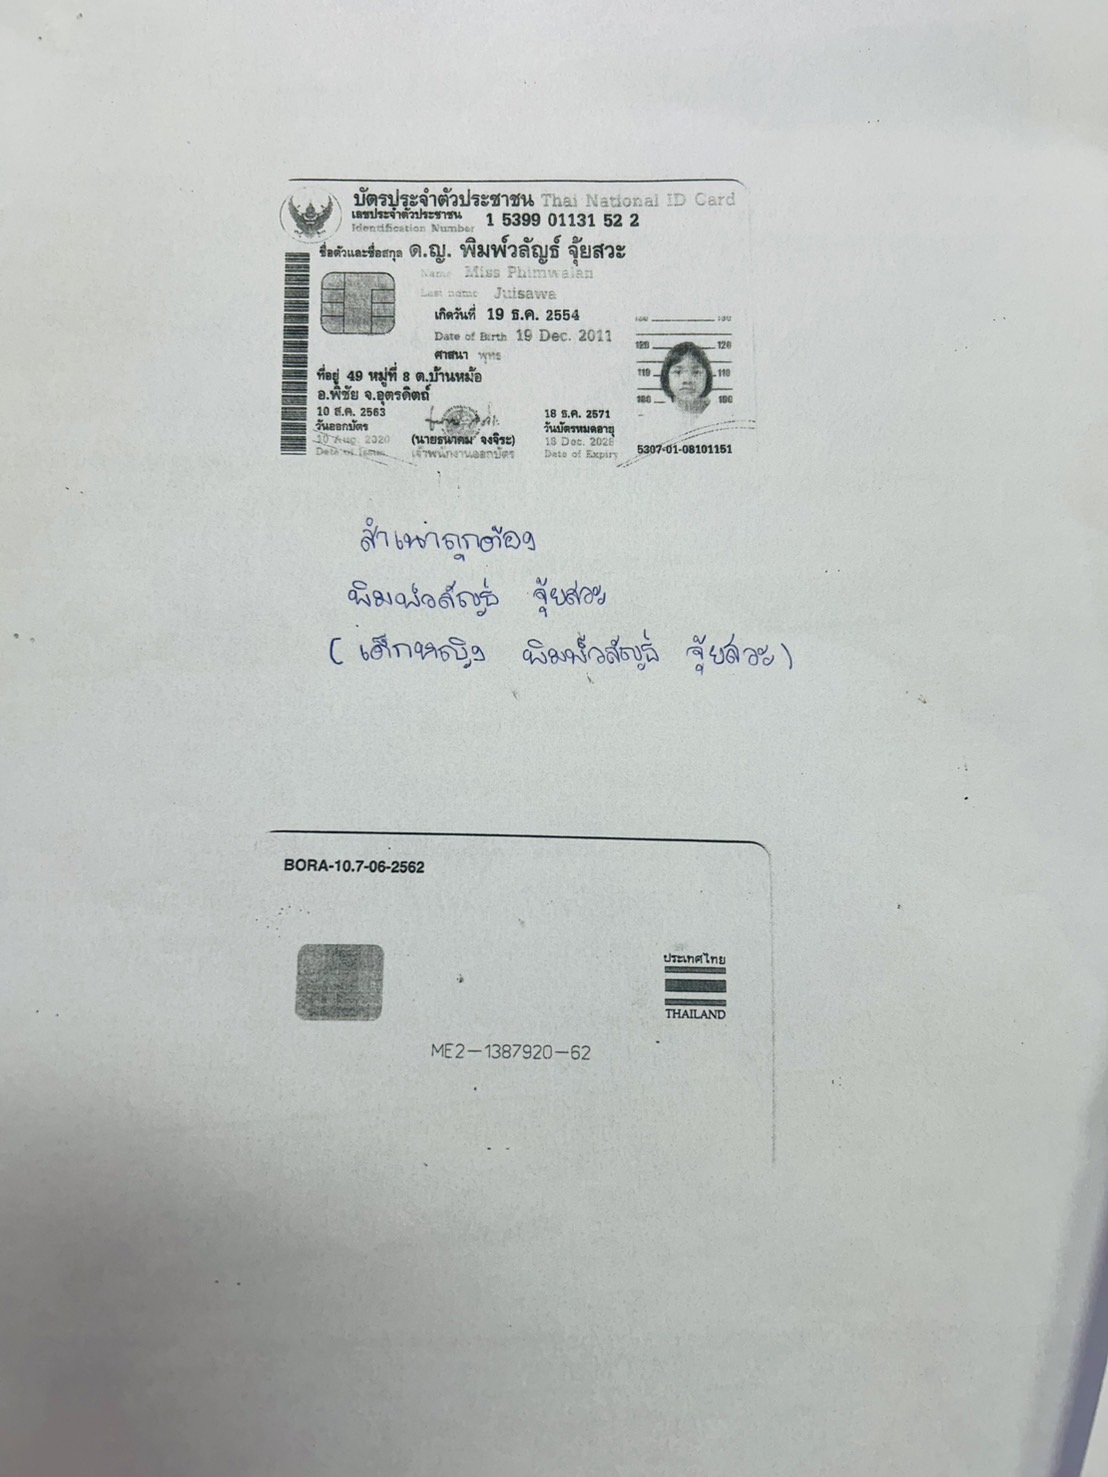 บัตรประจำตัวประชาชน Thai National ID Card
เลขประจำตัวประชาชน 1 5399 01131 52 2
Identification Number
ชื่อตัวและชื่อสกุล ด.ญ. พิมพ์วลัญธ์ จุ้ยสวะ
Name Miss Phimwalan
Last name Juisawa
เกิดวันที่ 19 ธ.ค. 2554
Date of Birth 19 Dec. 2011
ศาสนา พุทธ
ที่อยู่ 49 หมู่ที่ 8 ต.บ้านหม้อ
อ.พิชัย จ.อุตรดิตถ์
10 ส.ค. 2563
วันออกบัตร
10 Aug. 2020
Date of Issue
(นายธนาคม จงจิระ)
เจ้าพนักงานออกบัตร
18 ธ.ค. 2571
วันบัตรหมดอายุ
18 Dec. 2028
Date of Expiry
120 120
110 110
100 100
5307-01-08101151
สำเนาถูกต้อง
พิมพ์วลัญธ์ จุ้ยสวะ
(เด็กหญิง พิมพ์วลัญธ์ จุ้ยสวะ)
BORA-10.7-06-2562
ประเทศไทย
THAILAND
ME2-1387920-62